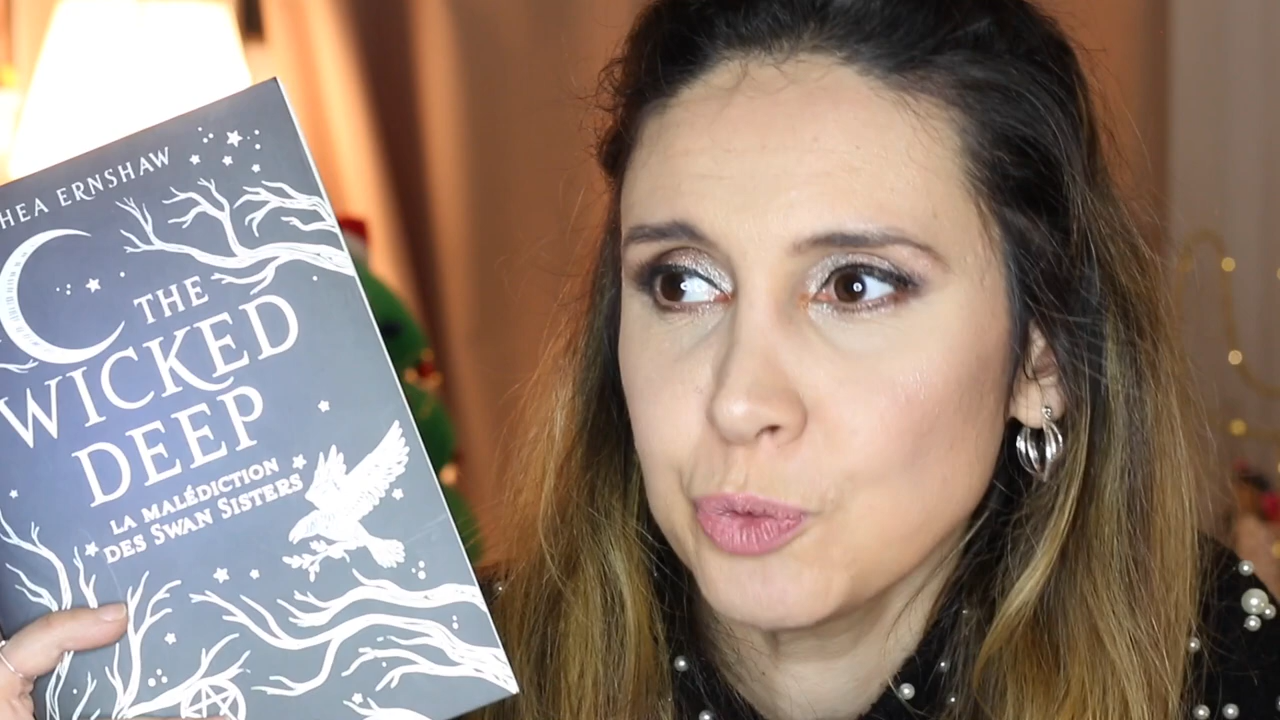 HEA ERNSHAW
THE
WICKED
DEEP
LA MALÉDICTION
DES SWAN SISTERS